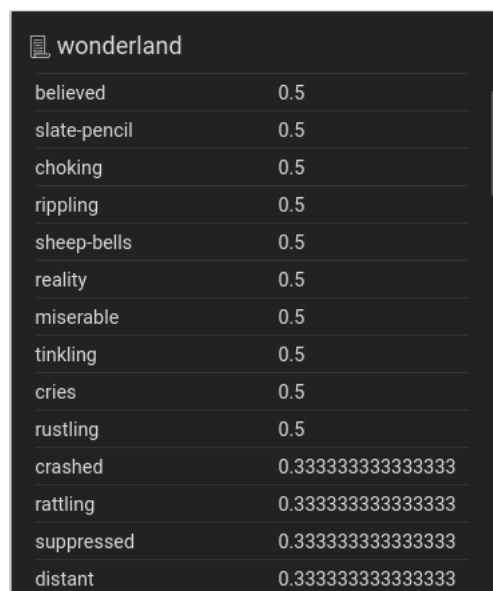 wonderland
believed 0.5
slate-pencil 0.5
choking 0.5
rippling 0.5
sheep-bells 0.5
reality 0.5
miserable 0.5
tinkling 0.5
cries 0.5
rustling 0.5
crashed 0.333333333333333
rattling 0.333333333333333
suppressed 0.333333333333333
distant 0.333333333333333